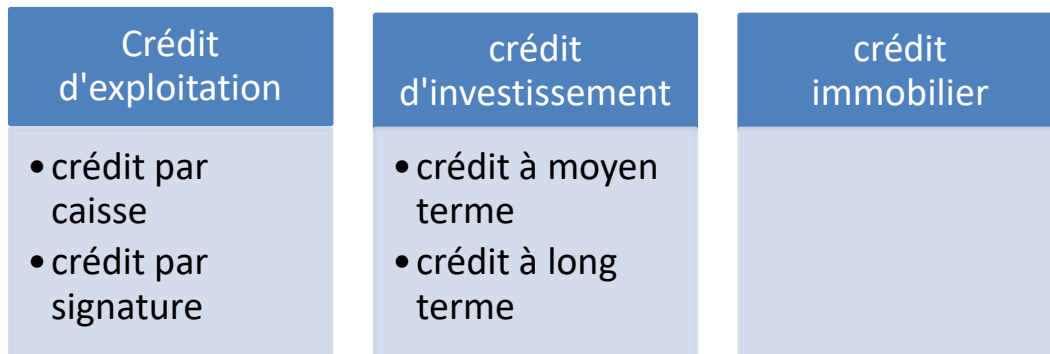 Crédit
d'exploitation
• crédit par
caisse
• crédit par
signature
crédit
d'investissement
• crédit à moyen
terme
• crédit à long
terme
crédit
immobilier